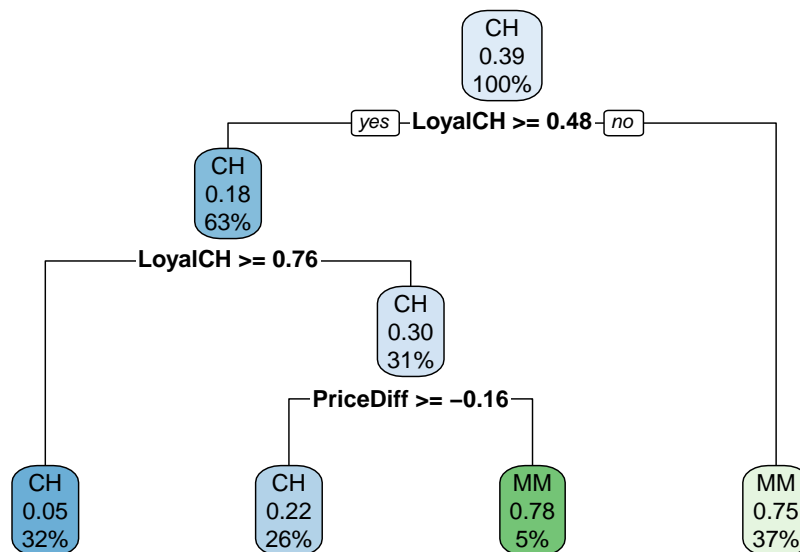 CH
0.39
100%
yes LoyalCH >= 0.48 no
CH
0.18
63%
LoyalCH >= 0.76
CH
0.30
31%
PriceDiff >= −0.16
CH
0.05
32%
CH
0.22
26%
MM
0.78
5%
MM
0.75
37%